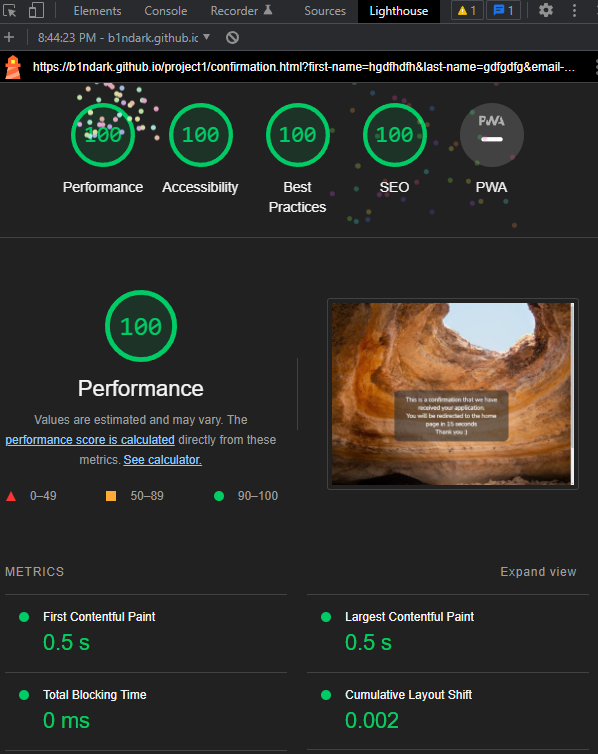 Elements Console Recorder Sources Lighthouse 1 1
8:44:23 PM - b1ndark.github.ic
https://b1ndark.github.io/project1/confirmation.html?first-name=hgdfhdfh&last-name=gdfgdfg&email-...
100 100 100 100 PWA
Performance Accessibility Best Practices SEO PWA
100
Performance
Values are estimated and may vary. The
performance score is calculated directly from these
metrics. See calculator.
0–49 50–89 90–100
This is a confirmation that we have
received your application.
You will be redirected to the home
page in 15 seconds
Thank you :)
METRICS Expand view
First Contentful Paint Largest Contentful Paint
0.5 s 0.5 s
Total Blocking Time Cumulative Layout Shift
0 ms 0.002